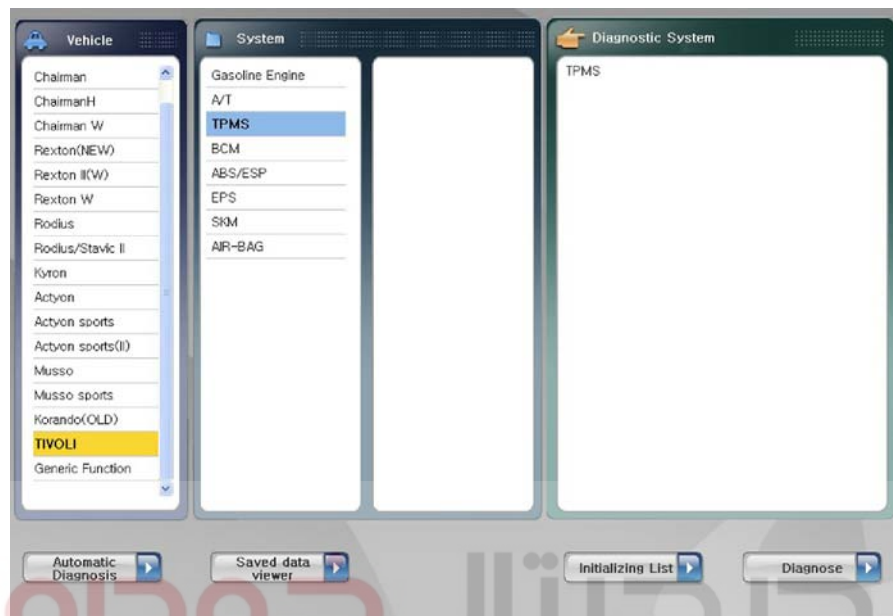 Vehicle
Chairman
ChairmanH
Chairman W
Rexton(NEW)
Rexton II(W)
Rexton W
Rodius
Rodius/Stavic II
Kyron
Actyon
Actyon sports
Actyon sports(II)
Musso
Musso sports
Korando(OLD)
TIVOLI
Generic Function
System
Gasoline Engine
A/T
TPMS
BCM
ABS/ESP
EPS
SKM
AIR-BAG
Diagnostic System
TPMS
Automatic
Diagnosis
Saved data
viewer
Initializing List
Diagnose